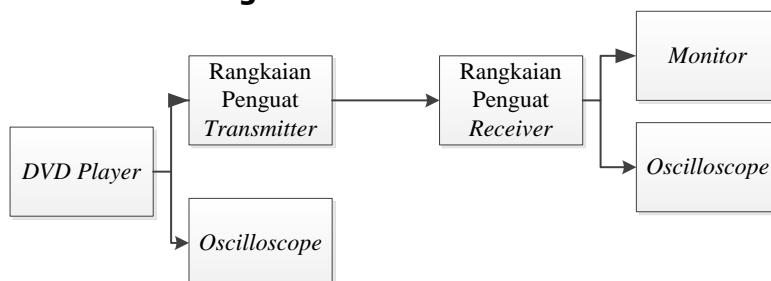 DVD Player
Rangkaian
Penguat
Transmitter
Oscilloscope
Rangkaian
Penguat
Receiver
Monitor
Oscilloscope